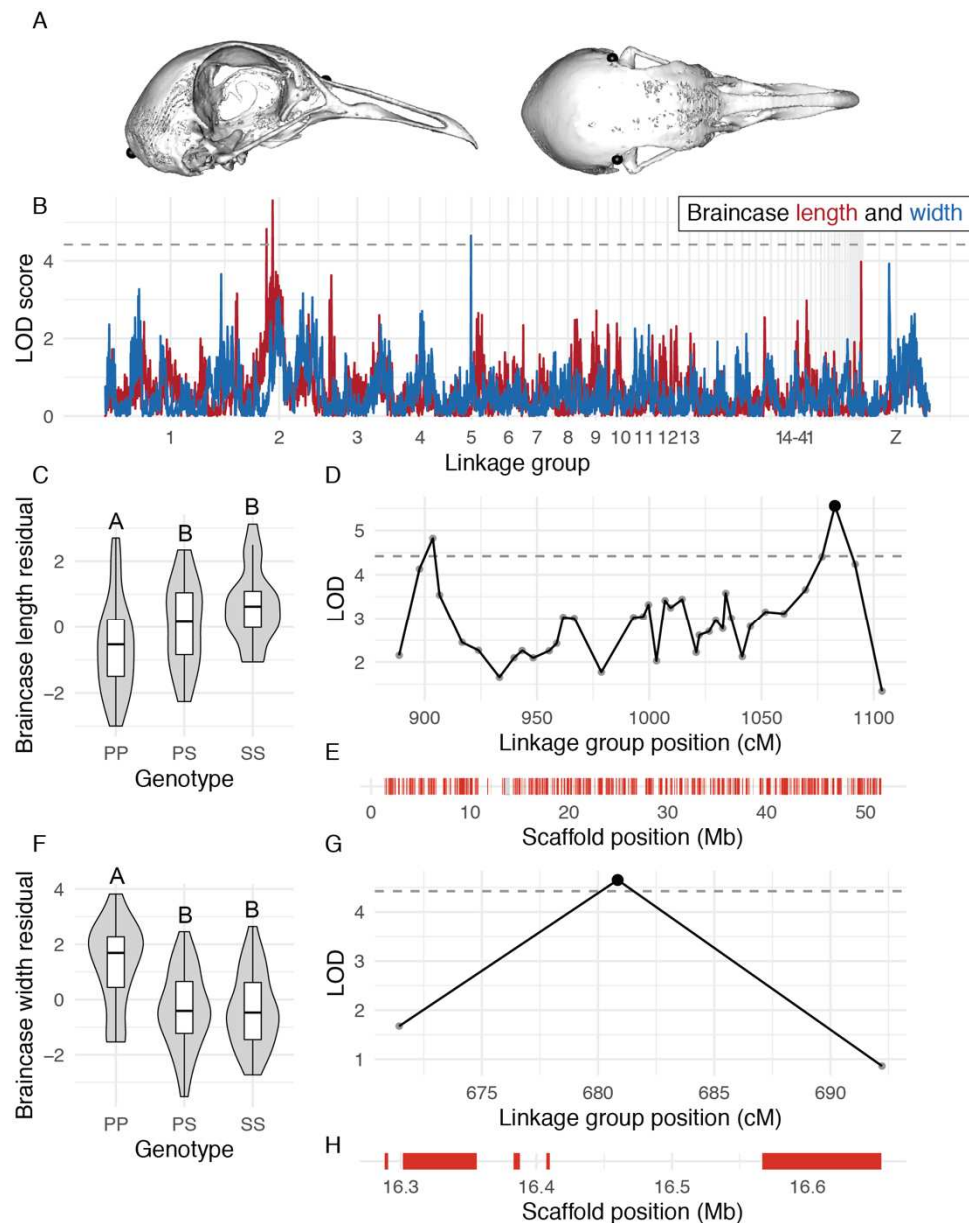 A
B
Braincase length and width
LOD score
4
2
0
1 2 3 4 5 6 7 8 9 10 11 12 13 14-41 Z
Linkage group
C
Braincase length residual
2
0
−2
A B B
PP PS SS
Genotype
D
LOD
5
4
3
2
900 950 1000 1050 1100
Linkage group position (cM)
E
0 10 20 30 40 50
Scaffold position (Mb)
F
Braincase width residual
4
2
0
−2
A B B
PP PS SS
Genotype
G
LOD
4
3
2
1
675 680 685 690
Linkage group position (cM)
H
16.3 16.4 16.5 16.6
Scaffold position (Mb)